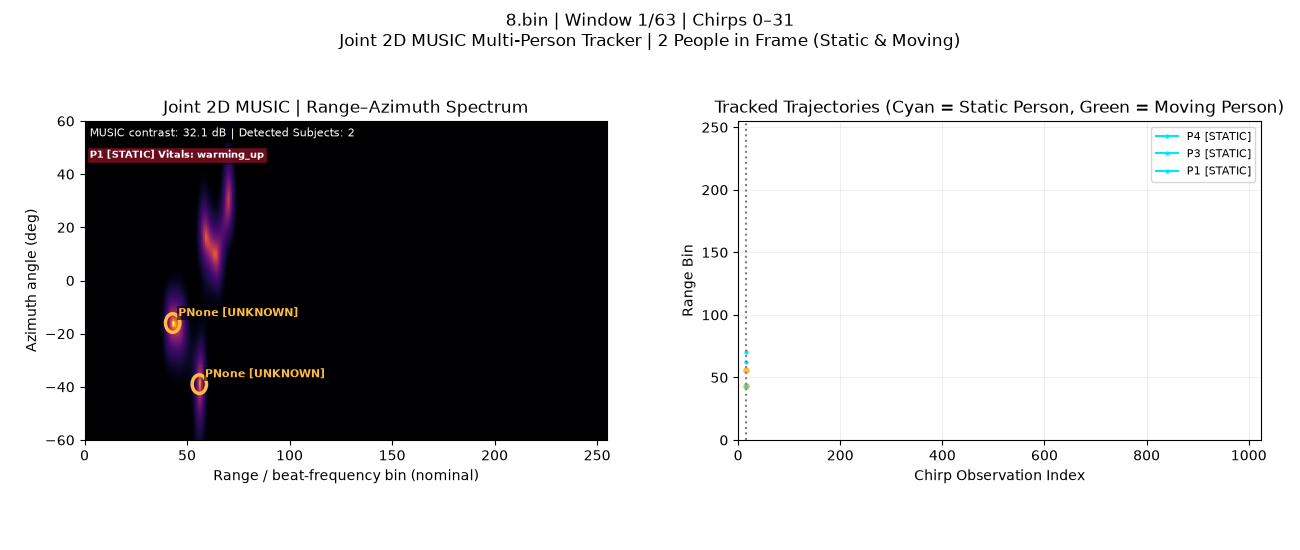 8.bin | Window 1/63 | Chirps 0–31
Joint 2D MUSIC Multi-Person Tracker | 2 People in Frame (Static & Moving)
Joint 2D MUSIC | Range–Azimuth Spectrum
MUSIC contrast: 32.1 dB | Detected Subjects: 2
P1 [STATIC] Vitals: warming_up
PNone [UNKNOWN]
PNone [UNKNOWN]
60
40
20
0
−20
−40
−60
Azimuth angle (deg)
0
50
100
150
200
250
Range / beat-frequency bin (nominal)
Tracked Trajectories (Cyan = Static Person, Green = Moving Person)
P4 [STATIC]
P3 [STATIC]
P1 [STATIC]
250
200
150
100
50
0
Range Bin
0
200
400
600
800
1000
Chirp Observation Index